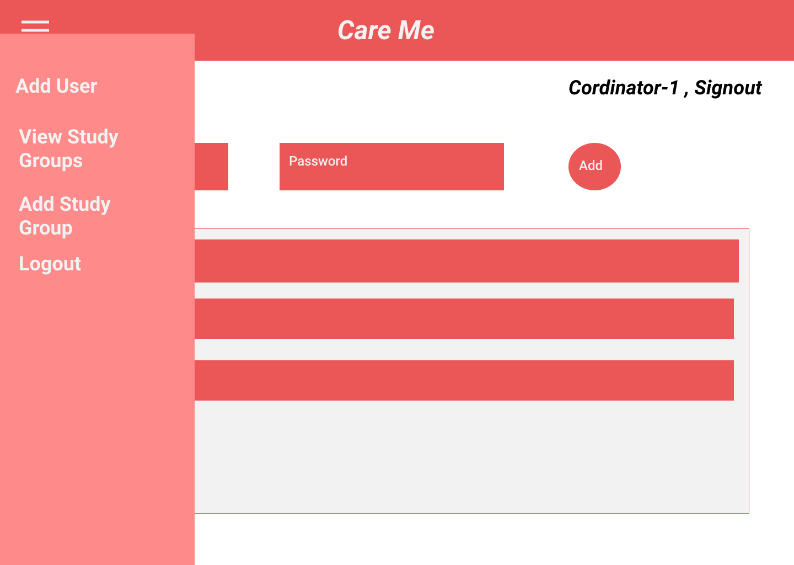 Care Me
Cordinator-1 , Signout
Add User
View Study
Groups
Add Study
Group
Logout
Password
Add